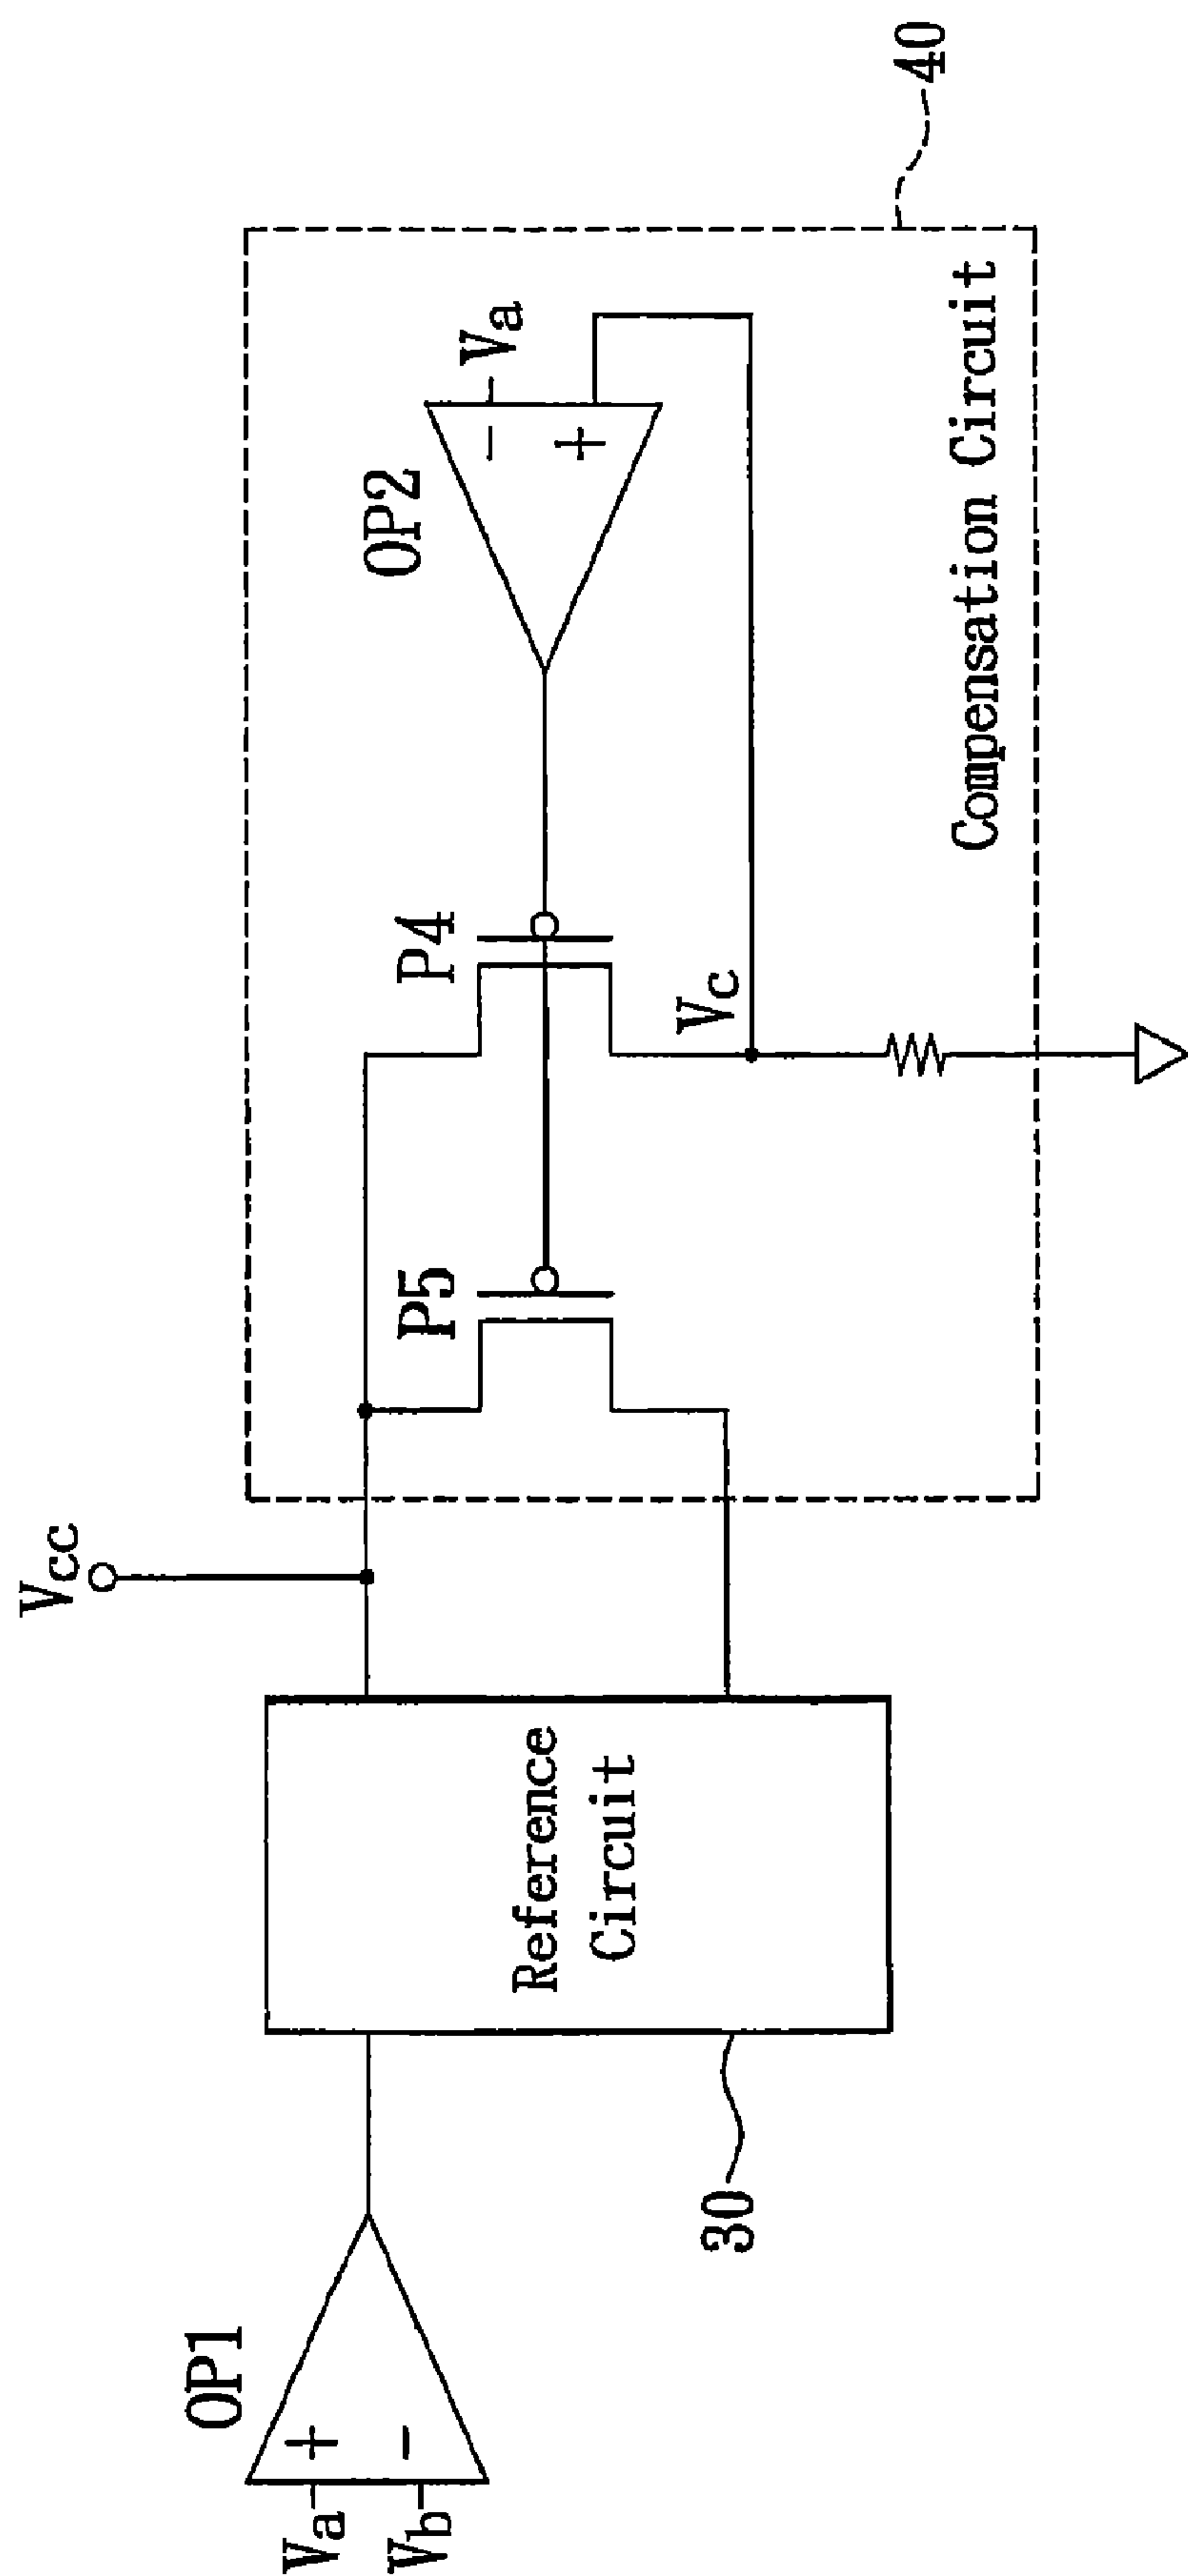 Vcc
OP1
Va
+
−
Vb
Reference
Circuit
30
P5
P4
OP2
−
Va
+
Vc
Compensation Circuit
40